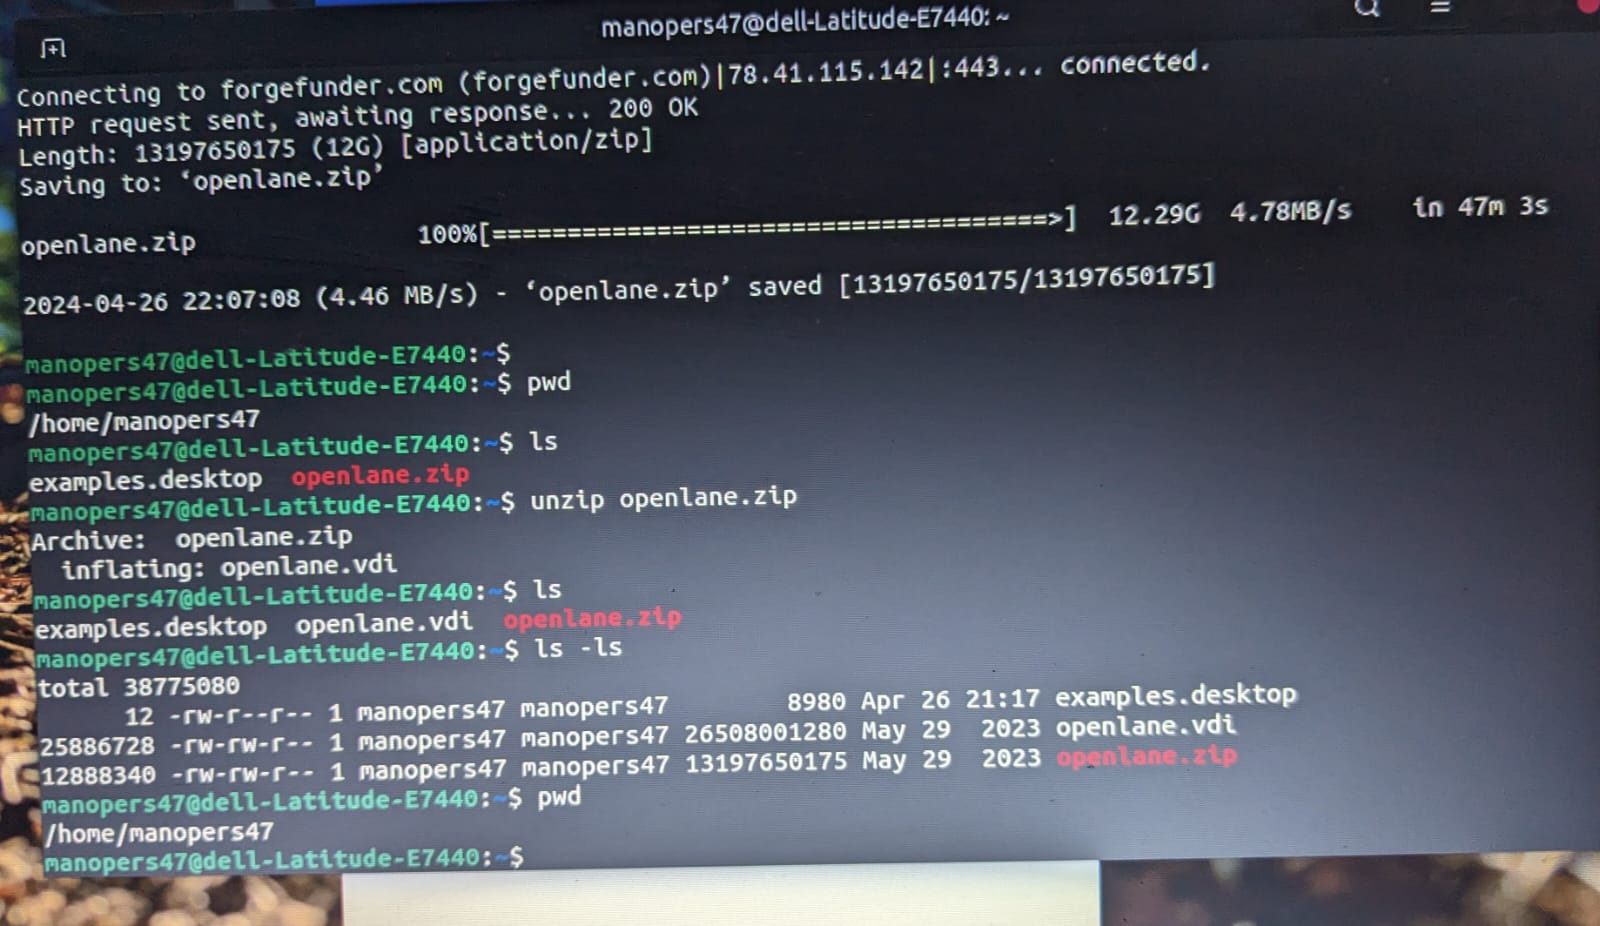 manopers47@dell-Latitude-E7440: ~
Connecting to forgefunder.com (forgefunder.com)|78.41.115.142|:443... connected.
HTTP request sent, awaiting response... 200 OK
Length: 13197650175 (12G) [application/zip]
Saving to: ‘openlane.zip’
openlane.zip 100%[=====================================>] 12.29G 4.78MB/s in 47m 3s
2024-04-26 22:07:08 (4.46 MB/s) - ‘openlane.zip’ saved [13197650175/13197650175]
manopers47@dell-Latitude-E7440:~$
manopers47@dell-Latitude-E7440:~$ pwd
/home/manopers47
manopers47@dell-Latitude-E7440:~$ ls
examples.desktop openlane.zip
manopers47@dell-Latitude-E7440:~$ unzip openlane.zip
Archive: openlane.zip
inflating: openlane.vdi
manopers47@dell-Latitude-E7440:~$ ls
examples.desktop openlane.vdi openlane.zip
manopers47@dell-Latitude-E7440:~$ ls -ls
total 38775080
12 -rw-r--r-- 1 manopers47 manopers47 8980 Apr 26 21:17 examples.desktop
25886728 -rw-rw-r-- 1 manopers47 manopers47 26508001280 May 29 2023 openlane.vdi
12888340 -rw-rw-r-- 1 manopers47 manopers47 13197650175 May 29 2023 openlane.zip
manopers47@dell-Latitude-E7440:~$ pwd
/home/manopers47
manopers47@dell-Latitude-E7440:~$